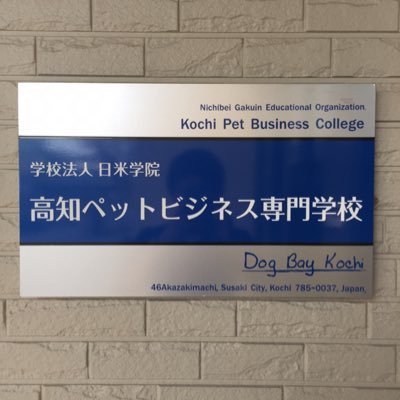 Nichibei Gakuin Educational Organization
Kochi Pet Business College
学校法人 日米学院
高知ペットビジネス専門学校
Dog Bay Kochi
46Akazakimachi, Susaki City, Kochi 785-0037, Japan